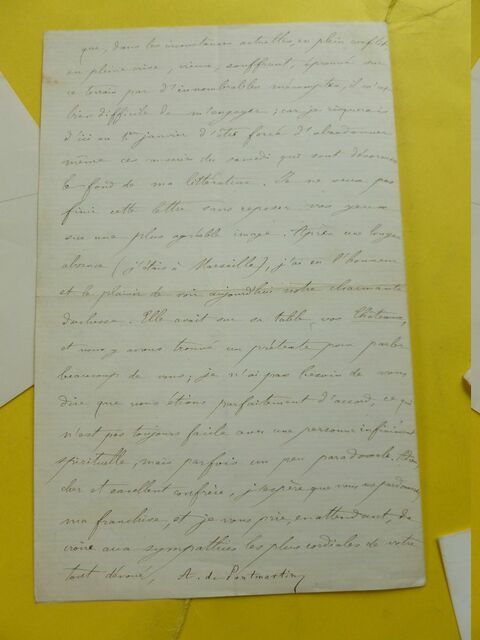 que, dans les circonstances actuelles, en plein conflit,
en pleine crise, vieux, souffrant, éprouvé sur
ce terrain par d'innombrables mécomptes, il m'est
bien difficile de m'engager; car je risquerais
d'ici au 1er janvier d'être forcé d'abandonner
même ces causeries du samedi qui sont désormais
le fond de ma littérature. Je ne veux pas
finir cette lettre sans reposer vos yeux
sur une plus agréable image. Après une longue
absence (j'étais à Marseille), j'ai eu l'honneur
et le plaisir de voir aujourd'hui notre charmante
duchesse. Elle avait sur sa table vos Châteaux,
et nous y avons trouvé un prétexte pour parler
beaucoup de vous; je n'ai pas besoin de vous
dire que nous étions parfaitement d'accord, ce qui
n'est pas toujours facile avec une personne infiniment
spirituelle, mais parfois un peu paradoxale. Mon
cher et excellent confrère, j'espère que vous me pardonnerez
ma franchise, et je vous prie, en attendant, de
croire aux sympathies les plus cordiales de votre
tout dévoué, A. de Pontmartin